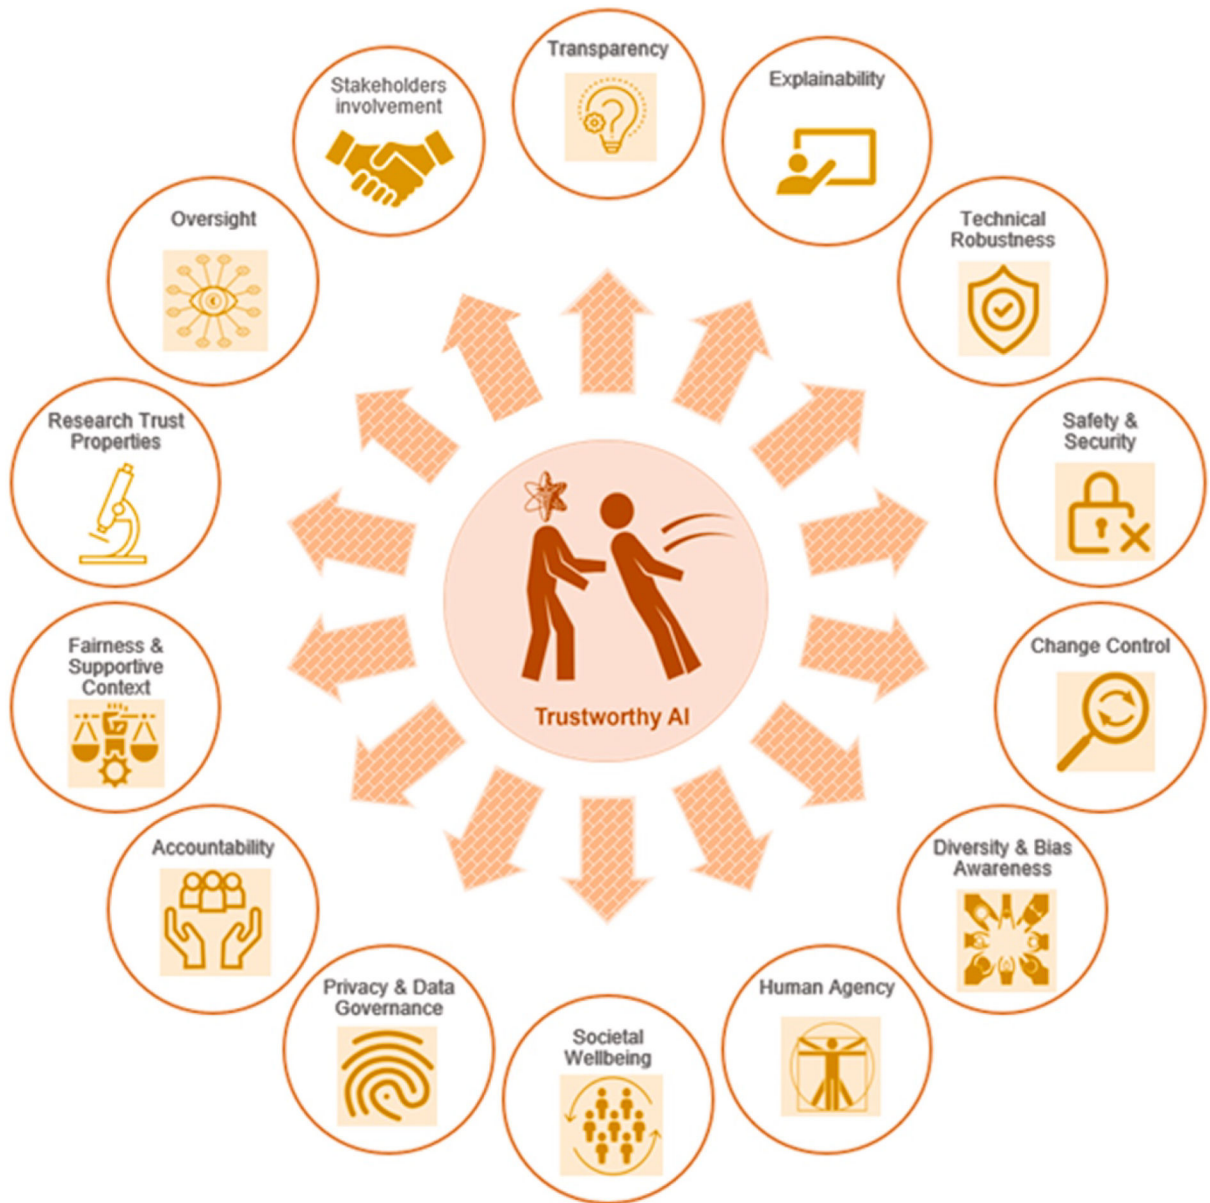 Transparency
Explainability
Technical
Robustness
Safety &
Security
Change Control
Diversity & Bias
Awareness
Human Agency
Societal
Wellbeing
Privacy & Data
Governance
Accountability
Fairness &
Supportive
Context
Research Trust
Properties
Oversight
Stakeholders
involvement
Trustworthy AI